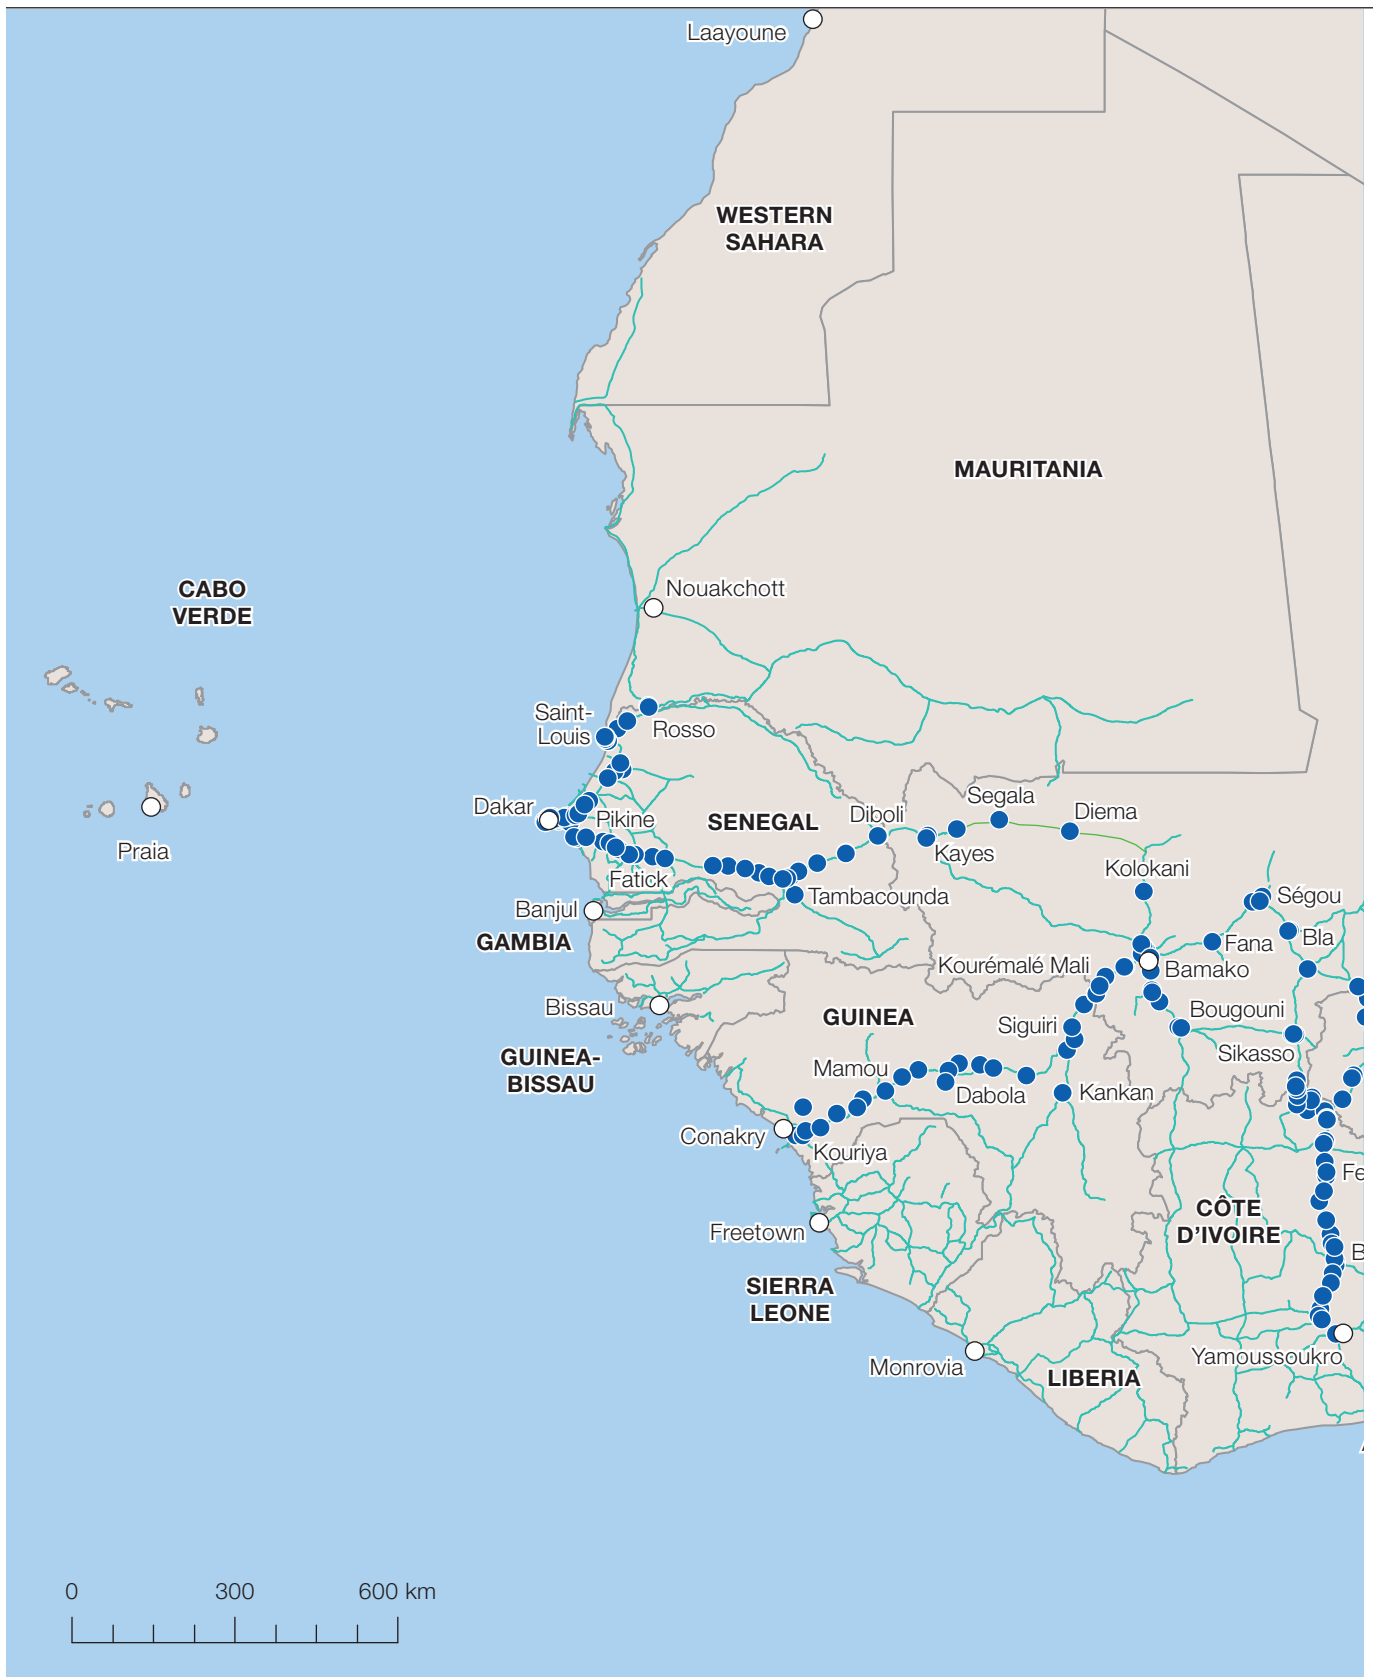 Laayoune
WESTERN
SAHARA
MAURITANIA
CABO
VERDE
Nouakchott
Saint-
Louis
Rosso
Dakar
Pikine
SENEGAL
Diboli
Segala
Diema
Praia
Kayes
Kolokani
Fatick
Tambacounda
Ségou
Banjul
GAMBIA
Fana
Bla
Kourémalé Mali
Bamako
Bissau
GUINEA
Siguiri
Bougouni
GUINEA-
BISSAU
Mamou
Sikasso
Dabola
Kankan
Conakry
Kouriya
Fe
CÔTE
D'IVOIRE
Freetown
B
SIERRA
LEONE
Yamoussoukro
Monrovia
LIBERIA
0 300 600 km